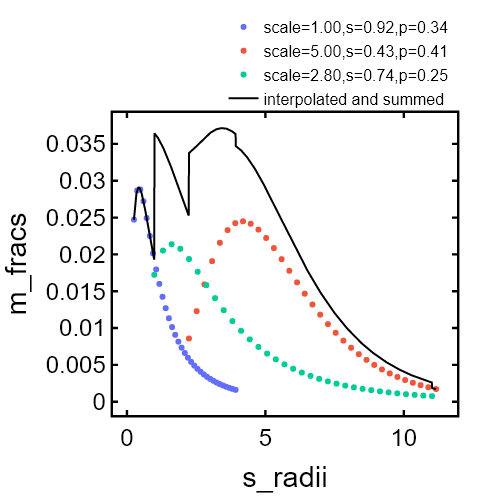 scale=1.00,s=0.92,p=0.34
scale=5.00,s=0.43,p=0.41
scale=2.80,s=0.74,p=0.25
interpolated and summed
0.035
0.03
0.025
0.02
0.015
0.01
0.005
0
m_fracs
0 5 10
s_radii